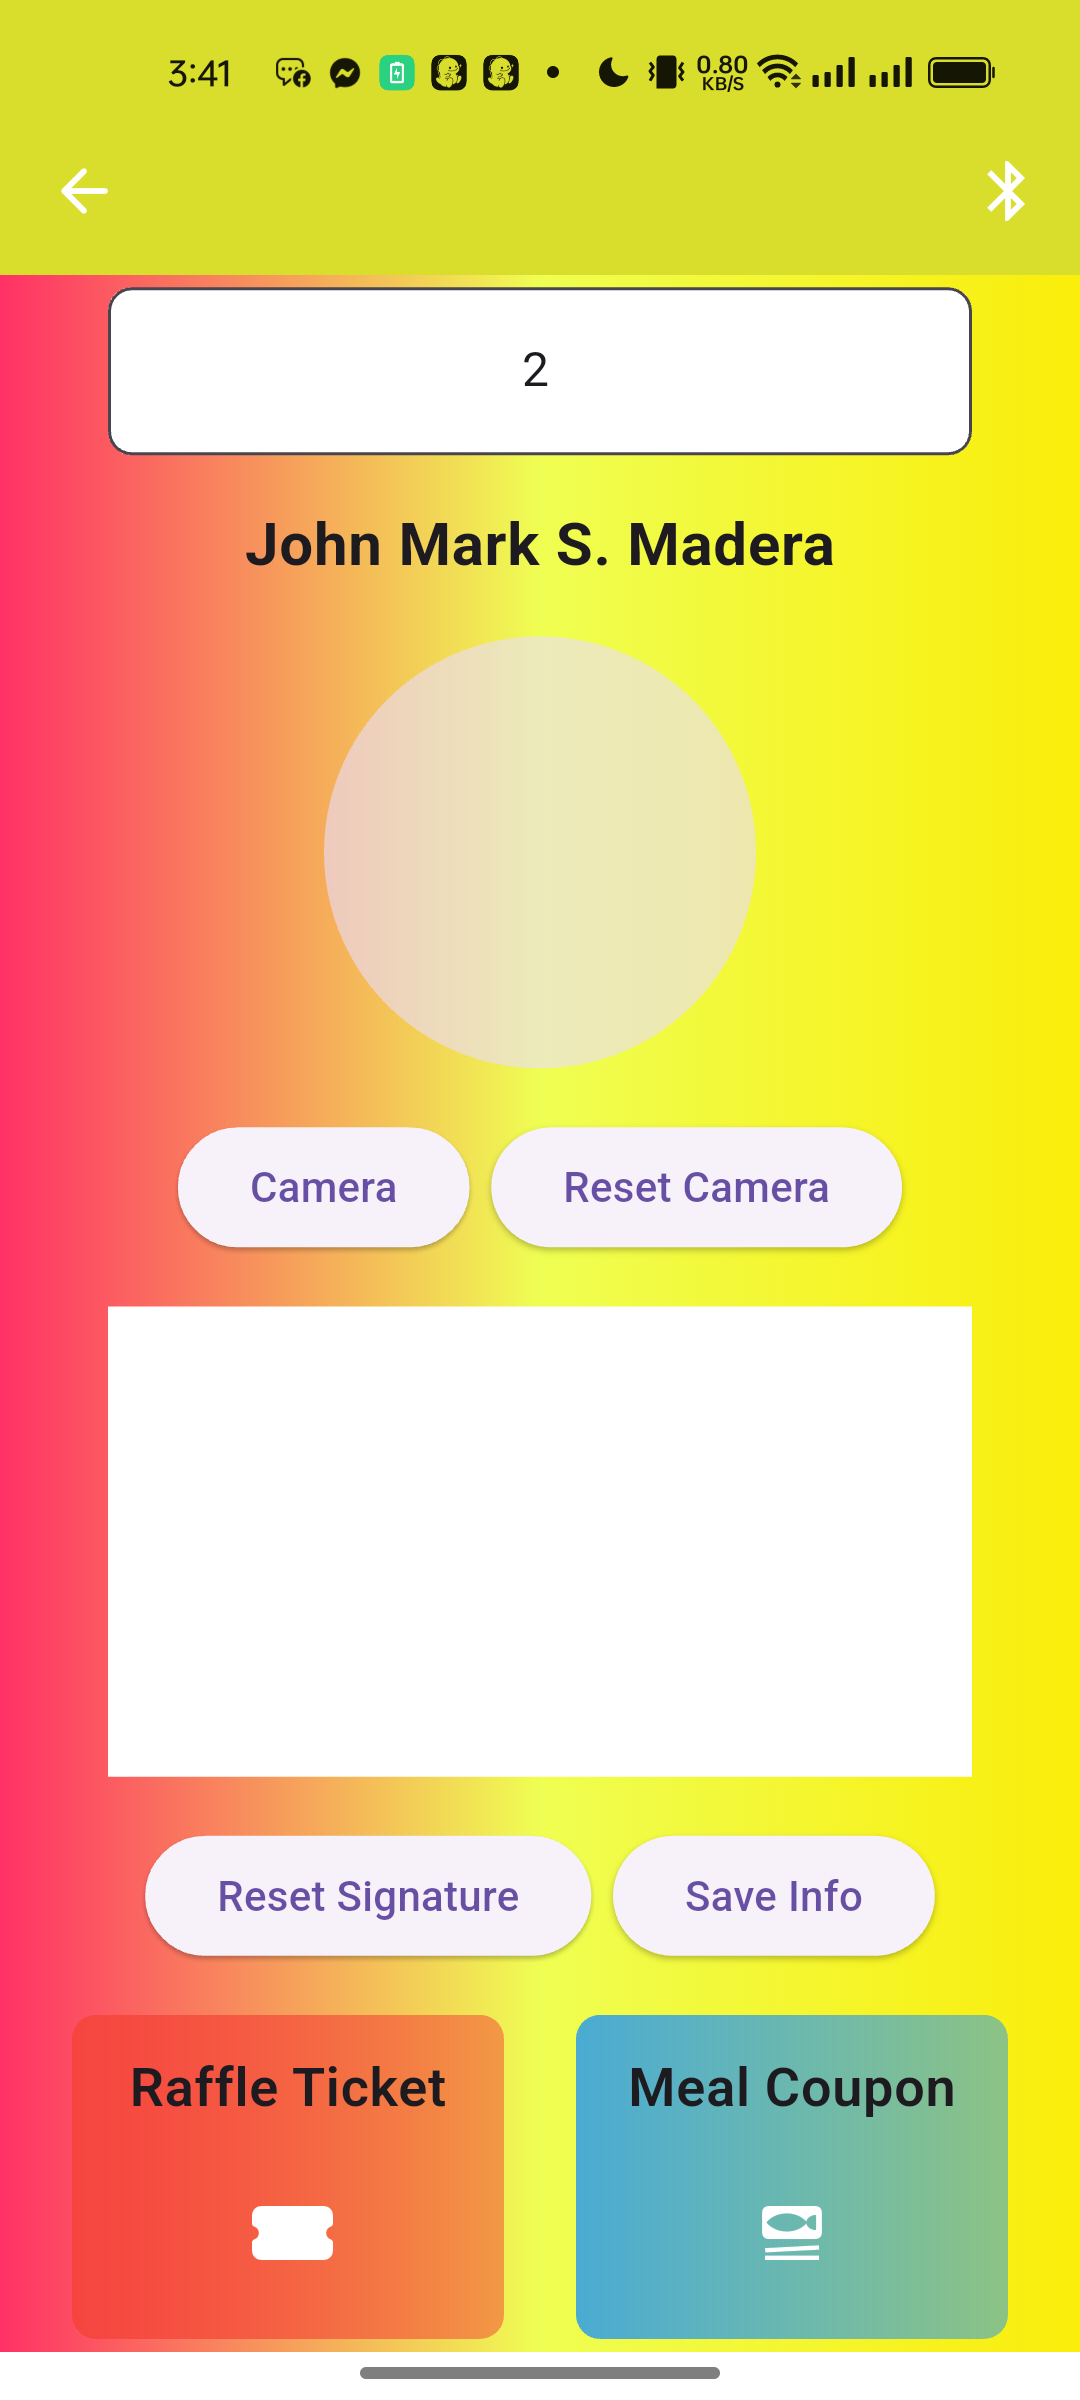 3:41
0.80
KB/S
2
John Mark S. Madera
Camera
Reset Camera
Reset Signature
Save Info
Raffle Ticket
Meal Coupon